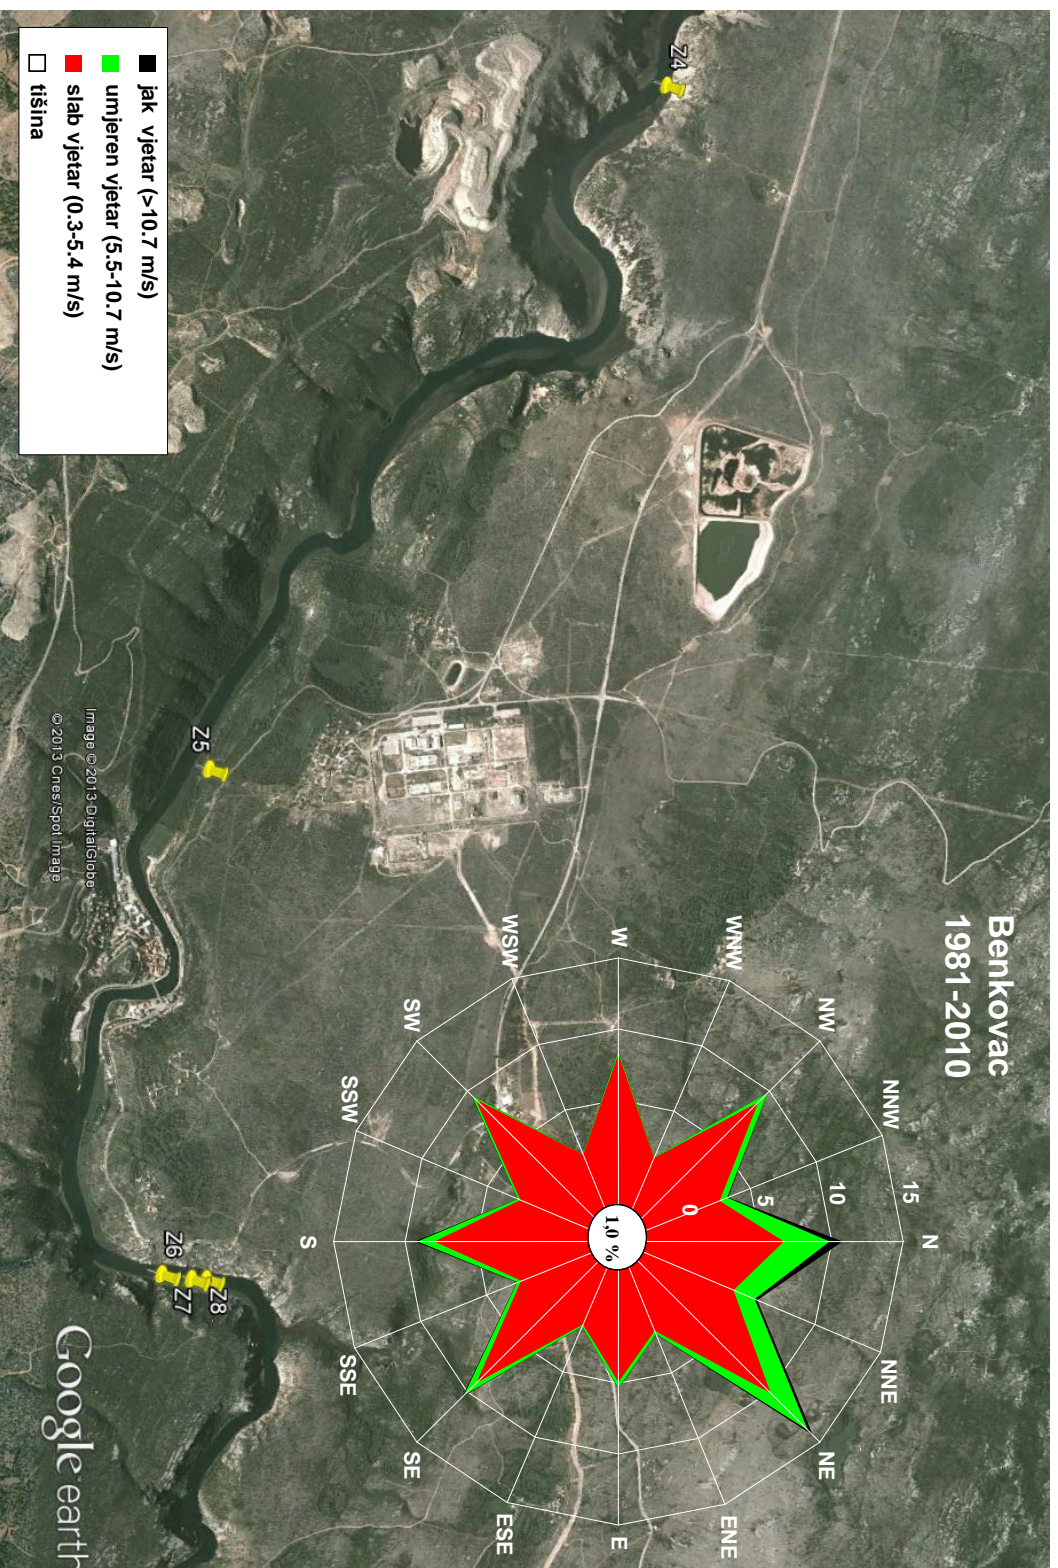 Benkovac
1981-2010
N
NNE
NE
ENE
E
ESE
SE
SSE
S
SSW
SW
WSW
W
WNW
NW
NNW
0
5
10
15
1.0 %
Z4
Z5
Z6
Z7
Z8
jak vjetar (>10.7 m/s)
umjeren vjetar (5.5-10.7 m/s)
slab vjetar (0.3-5.4 m/s)
tišina
Image © 2013 DigitalGlobe
© 2013 Cnes/Spot Image
Google earth